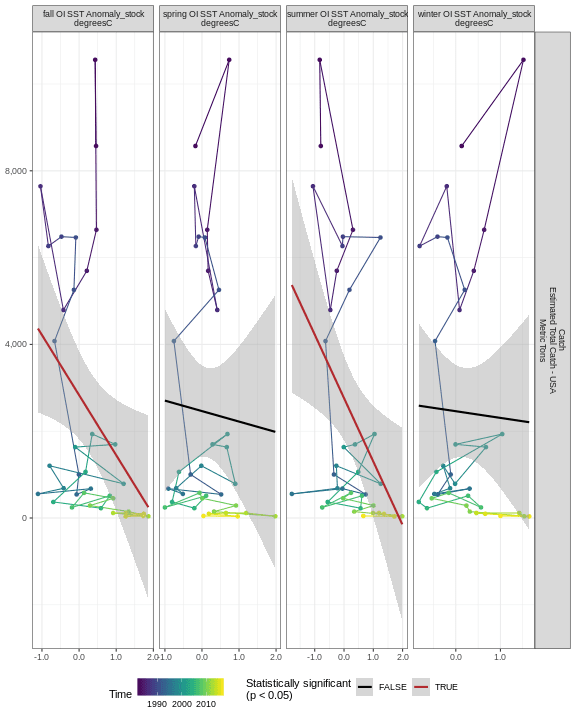 fall OI SST Anomaly_stock
degreesC
spring OI SST Anomaly_stock
degreesC
summer OI SST Anomaly_stock
degreesC
winter OI SST Anomaly_stock
degreesC
8,000
4,000
0
Catch
Estimated Total Catch - USA
Metric Tons
-1.0 0.0 1.0 2.0
-1.0 0.0 1.0 2.0
-1.0 0.0 1.0 2.0
0.0 1.0
Time
1990 2000 2010
Statistically significant
(p < 0.05)
FALSE
TRUE